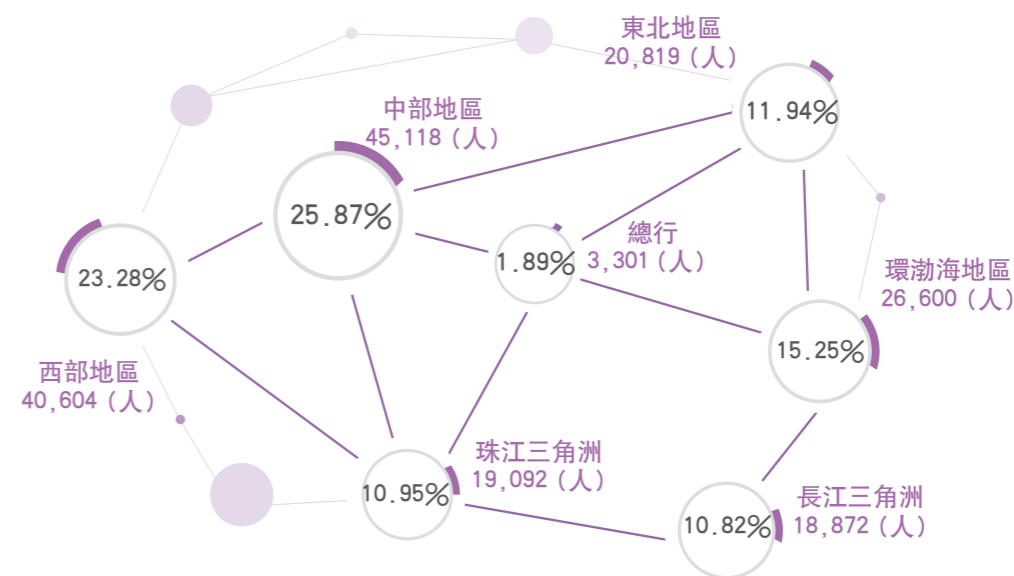 東北地區
20,819 (人)
11.94%
中部地區
45,118 (人)
25.87%
總行
3,301 (人)
1.89%
23.28%
環渤海地區
26,600 (人)
15.25%
西部地區
40,604 (人)
珠江三角洲
19,092 (人)
10.95%
長江三角洲
18,872 (人)
10.82%